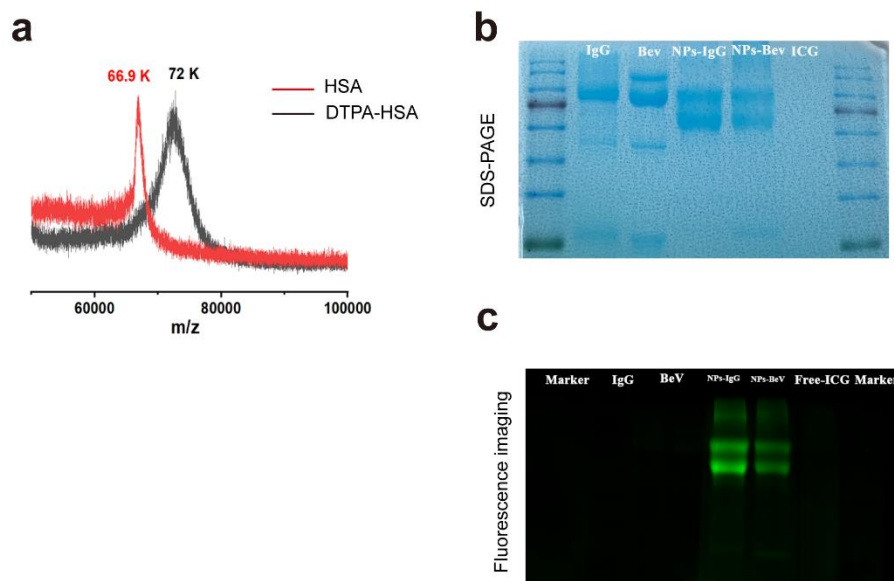 a
66.9 K
72 K
HSA
DTPA-HSA
60000
80000
100000
m/z
b
IgG
Bev
NPs-IgG
NPs-Bev
ICG
SDS-PAGE
c
Marker
IgG
BeV
NPs-IgG
NPs-BeV
Free-ICG
Marker
Fluorescence imaging